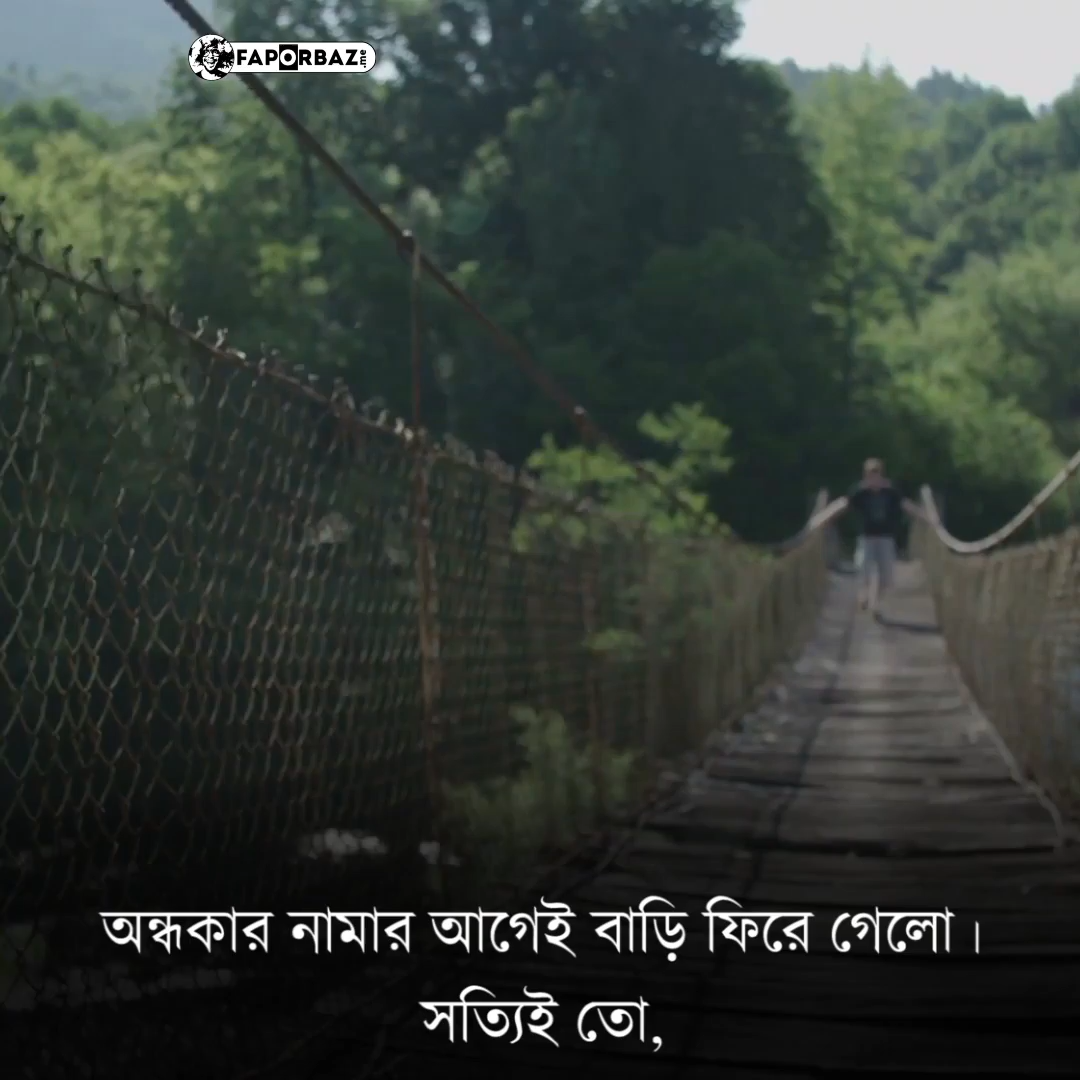 FAPORBAZ
অন্ধকার নামার আগেই বাড়ি ফিরে গেলো।
সত্যিই তো,